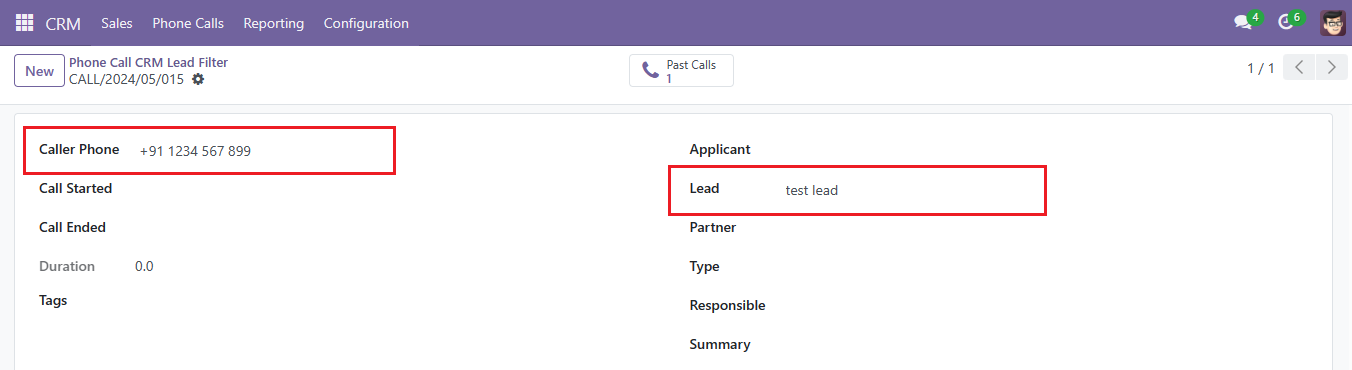 CRM Sales Phone Calls Reporting Configuration 4 6
New Phone Call CRM Lead Filter
CALL/2024/05/015
Past Calls
1
1 / 1
Caller Phone +91 1234 567 899
Call Started
Call Ended
Duration 0.0
Tags
Applicant
Lead test lead
Partner
Type
Responsible
Summary